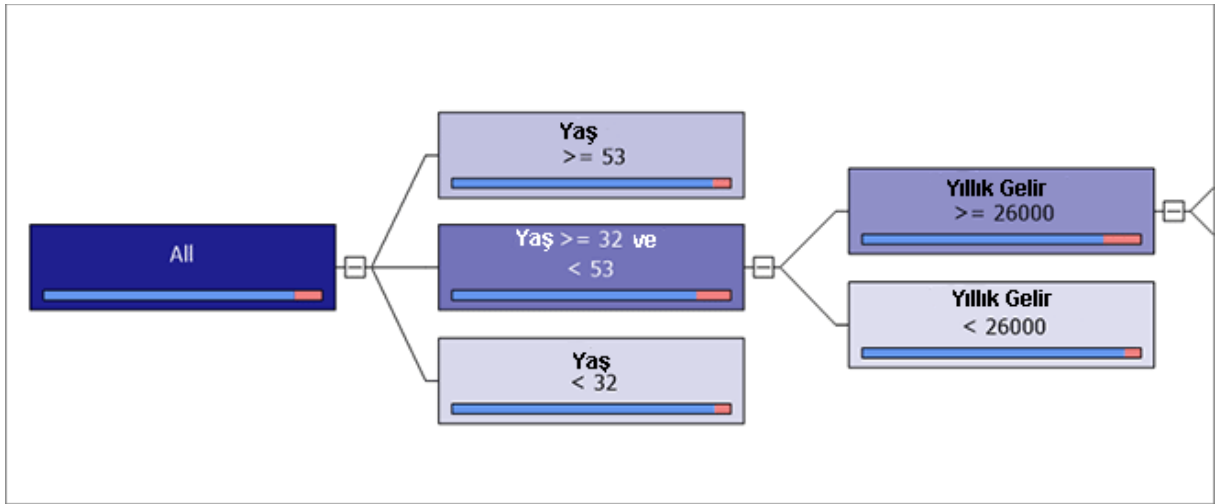 All
Yaş
>= 53
Yaş >= 32 ve
< 53
Yaş
< 32
Yıllık Gelir
>= 26000
Yıllık Gelir
< 26000